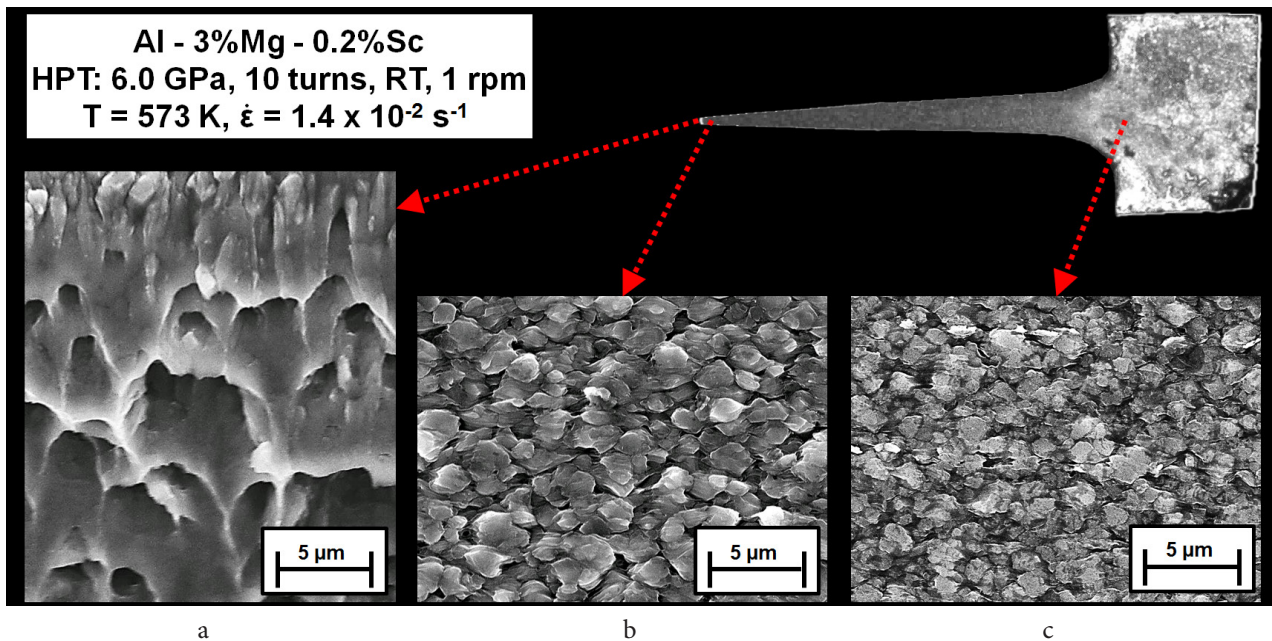 Al - 3%Mg - 0.2%Sc
HPT: 6.0 GPa, 10 turns, RT, 1 rpm
T = 573 K, ε̇ = 1.4 x 10⁻² s⁻¹
5 µm
5 µm
5 µm
a
b
c